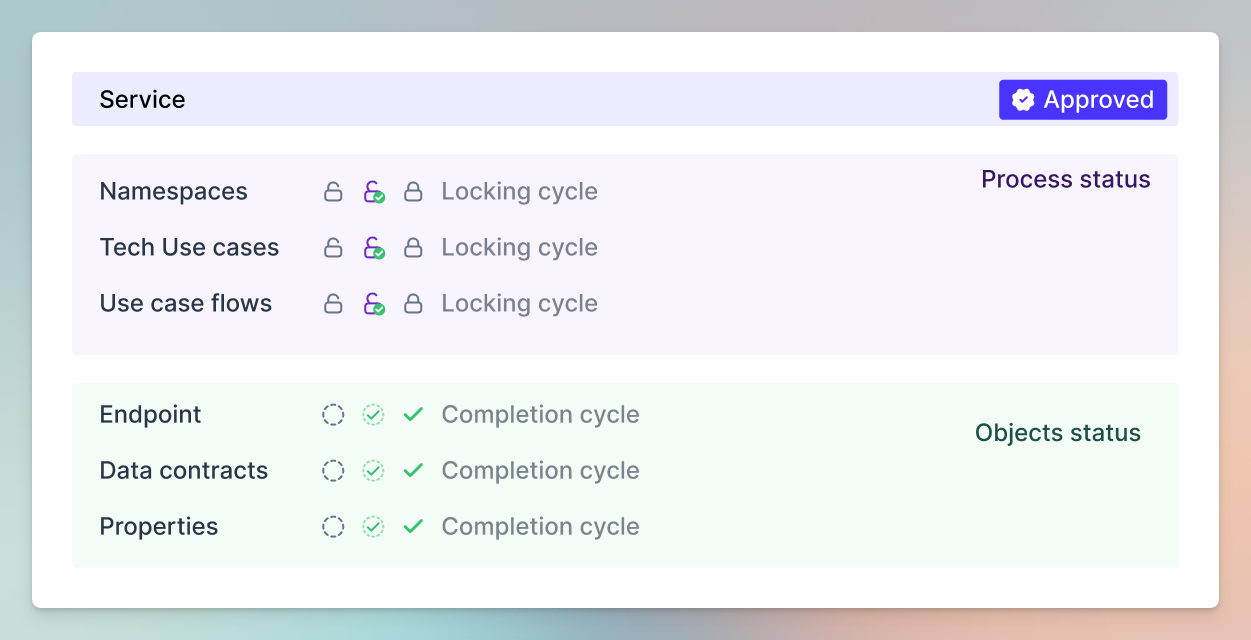 Service
Approved
Process status
Namespaces Locking cycle
Tech Use cases Locking cycle
Use case flows Locking cycle
Endpoint Completion cycle
Objects status
Data contracts Completion cycle
Properties Completion cycle